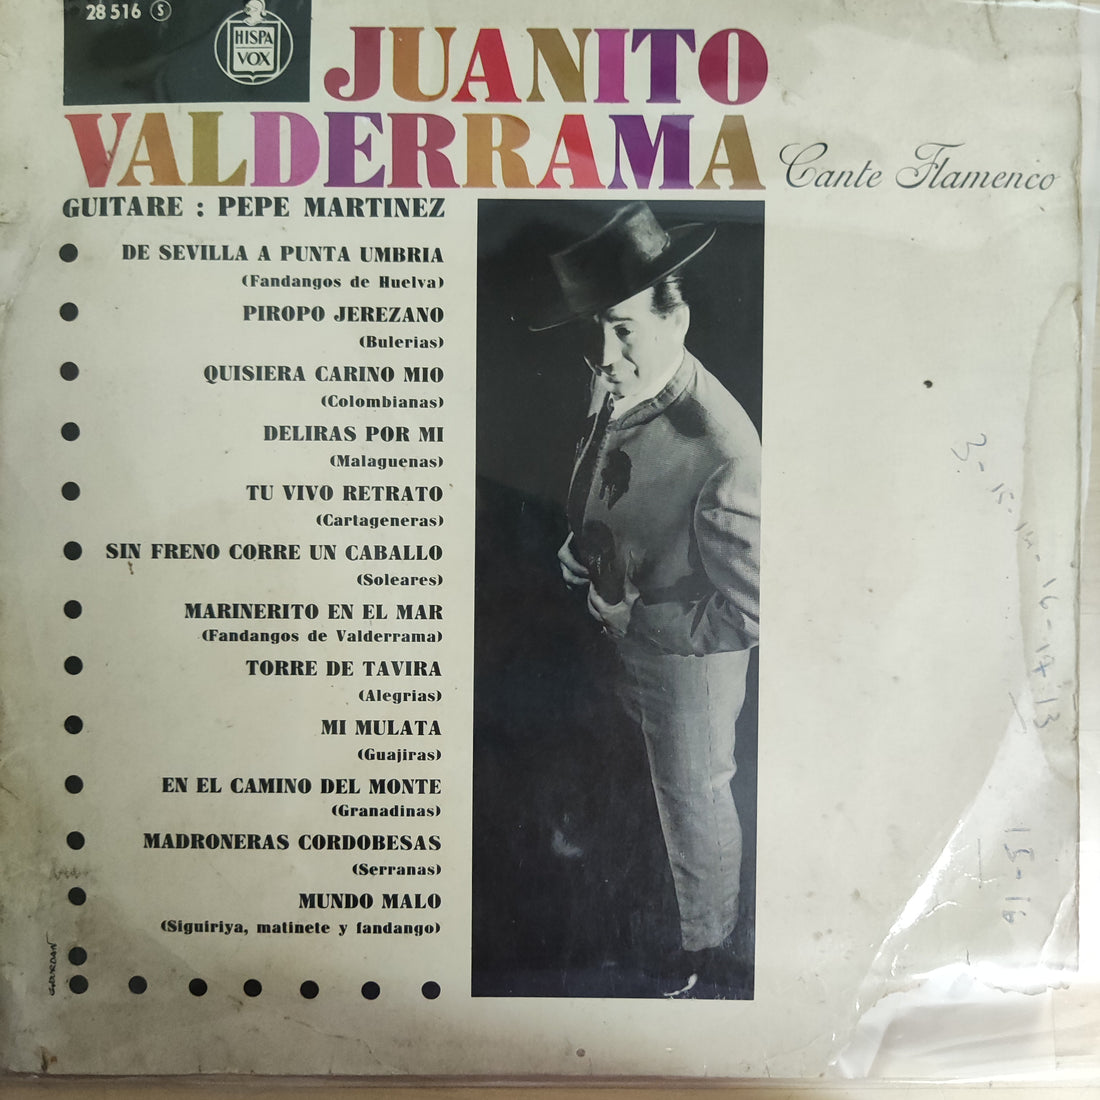 28 516 S
HISPA
VOX
JUANITO
VALDERRAMA
Cante Flamenco
GUITARE : PEPE MARTINEZ
DE SEVILLA A PUNTA UMBRIA
(Fandangos de Huelva)
PIROPO JEREZANO
(Bulerias)
QUISIERA CARINO MIO
(Colombianas)
DELIRAS POR MI
(Malaguenas)
TU VIVO RETRATO
(Cartageneras)
SIN FRENO CORRE UN CABALLO
(Soleares)
MARINERITO EN EL MAR
(Fandangos de Valderrama)
TORRE DE TAVIRA
(Alegrias)
MI MULATA
(Guajiras)
EN EL CAMINO DEL MONTE
(Granadinas)
MADRONERAS CORDOBESAS
(Serranas)
MUNDO MALO
(Siguiriya, matinete y fandango)